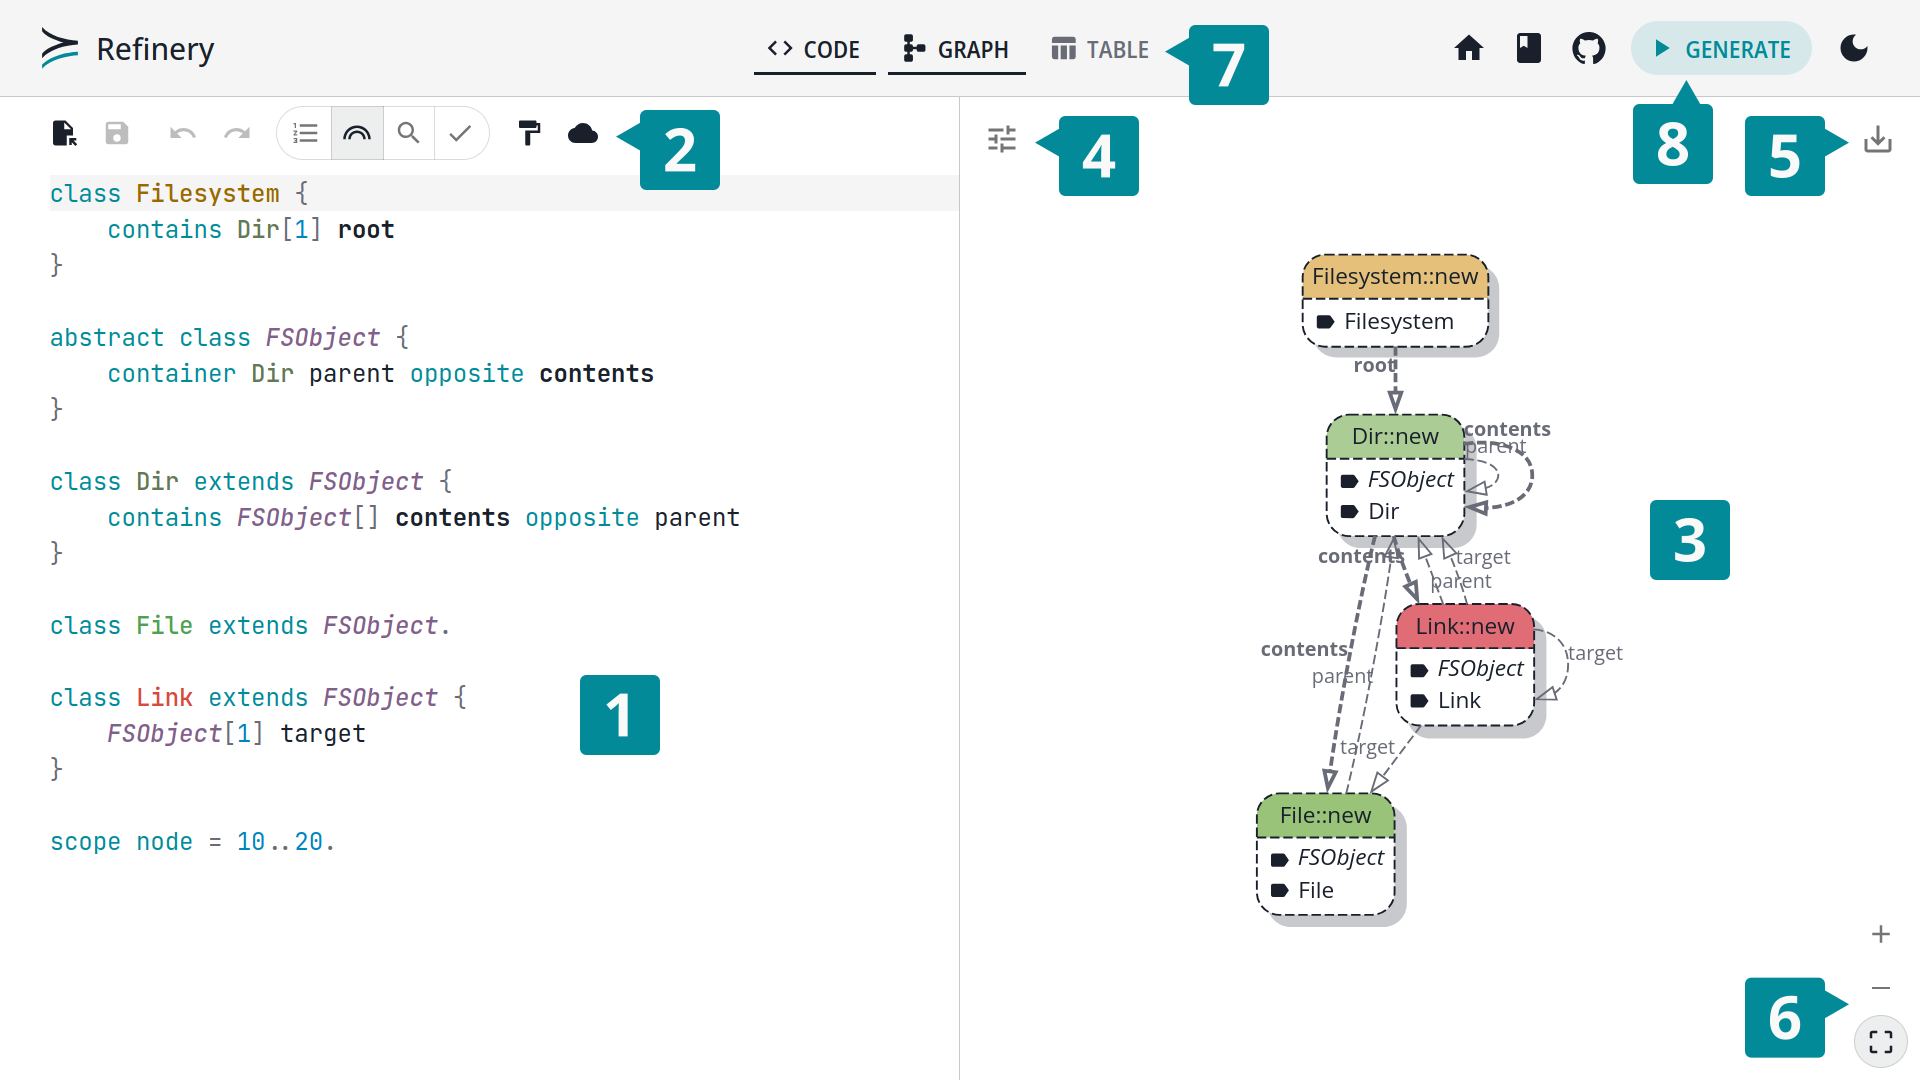 Refinery
CODE
GRAPH
TABLE
7
GENERATE
8
2
4
5
class Filesystem {
contains Dir[1] root
}
abstract class FSObject {
container Dir parent opposite contents
}
class Dir extends FSObject {
contains FSObject[] contents opposite parent
}
class File extends FSObject.
class Link extends FSObject {
FSObject[1] target
}
scope node = 10..20.
1
Filesystem::new
Filesystem
root
Dir::new
FSObject
Dir
contents
parent
contents
target
parent
3
Link::new
FSObject
Link
target
contents
parent
target
File::new
FSObject
File
6